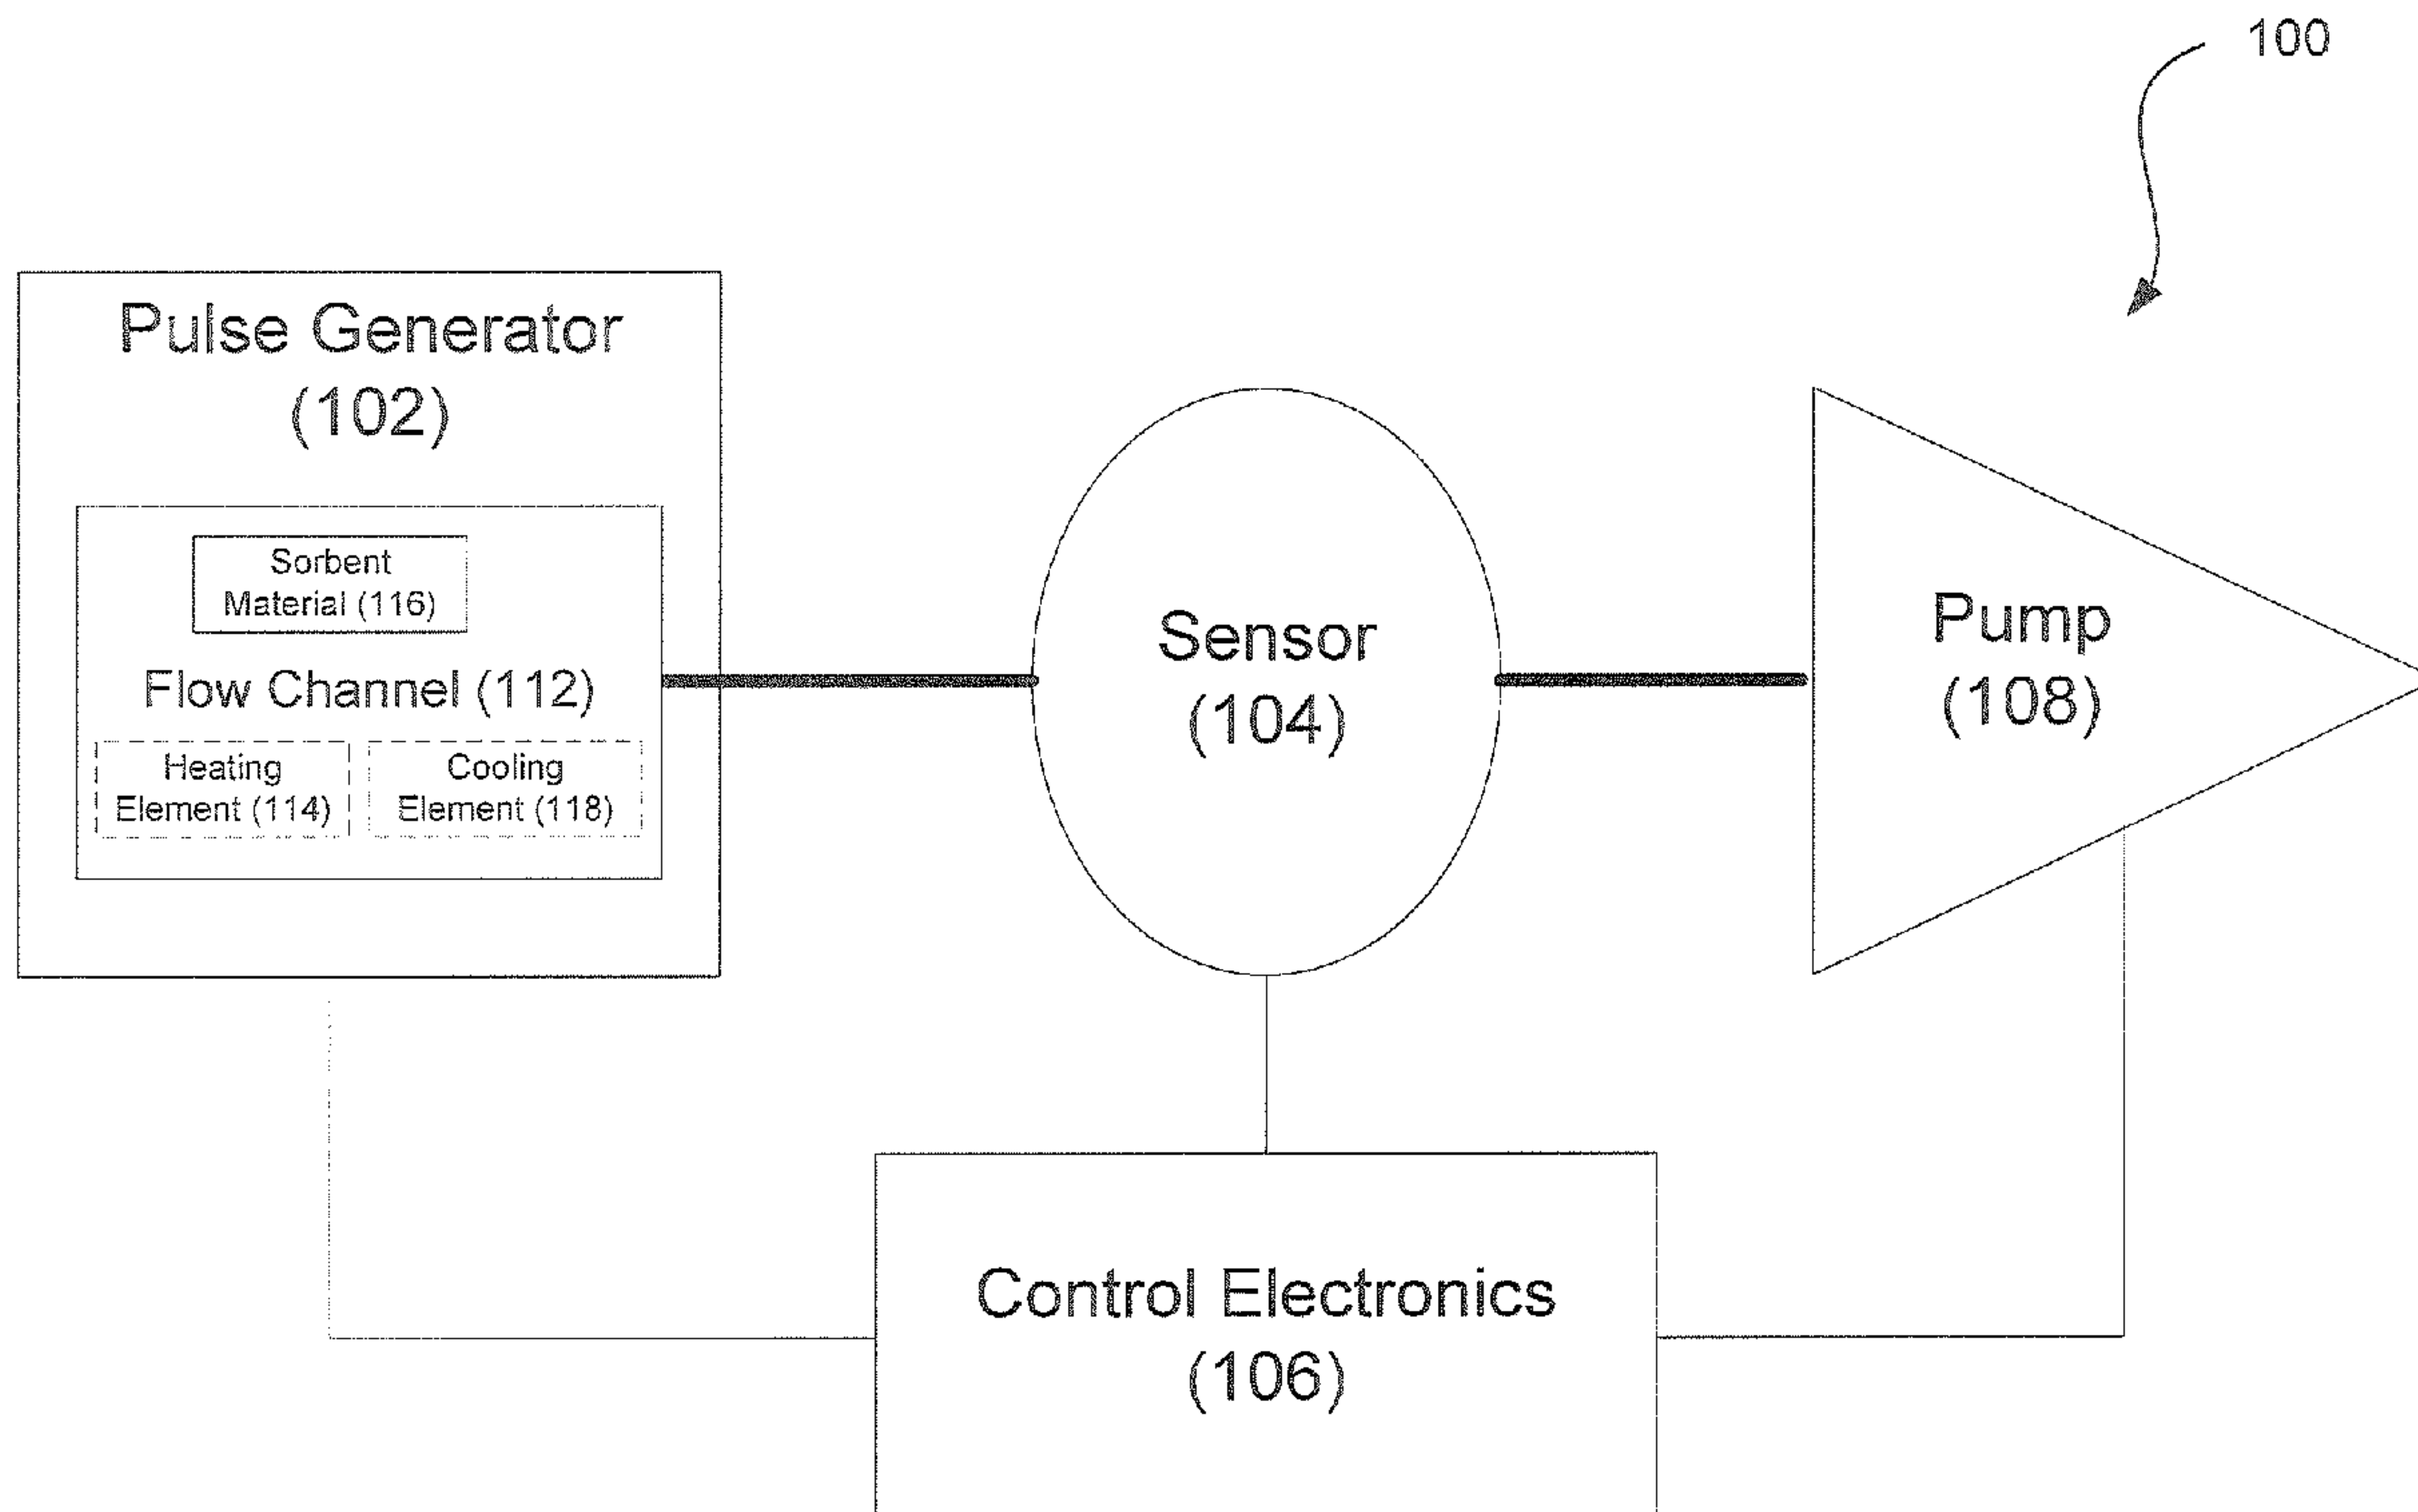 100
Pulse Generator
(102)
Sorbent
Material (116)
Flow Channel (112)
Heating
Element (114)
Cooling
Element (118)
Sensor
(104)
Pump
(108)
Control Electronics
(106)